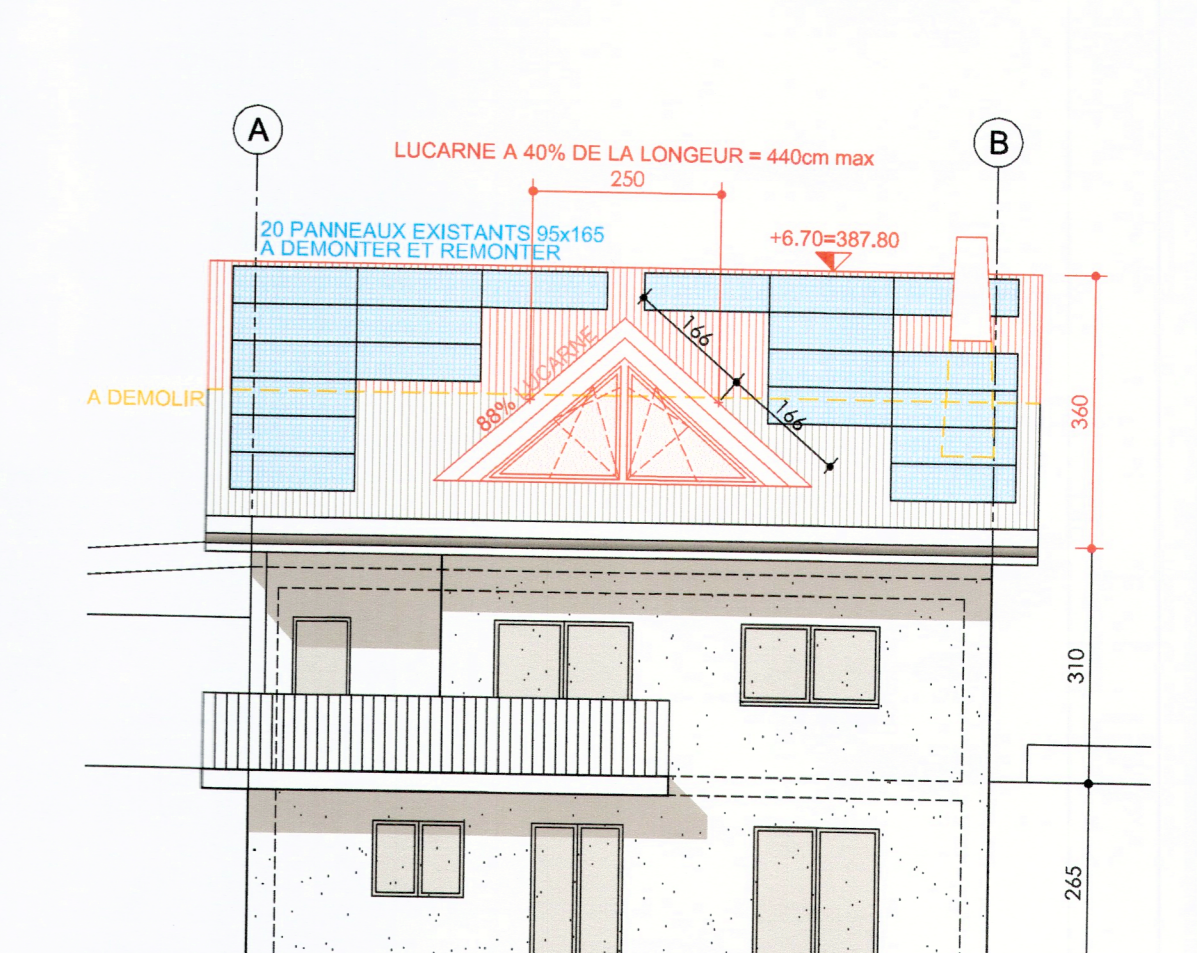 A
B
LUCARNE A 40% DE LA LONGEUR = 440cm max
250
20 PANNEAUX EXISTANTS 95x165
A DEMONTER ET REMONTER
+6.70=387.80
166
88% LUCARNE
A DEMOLIR
166
360
310
265